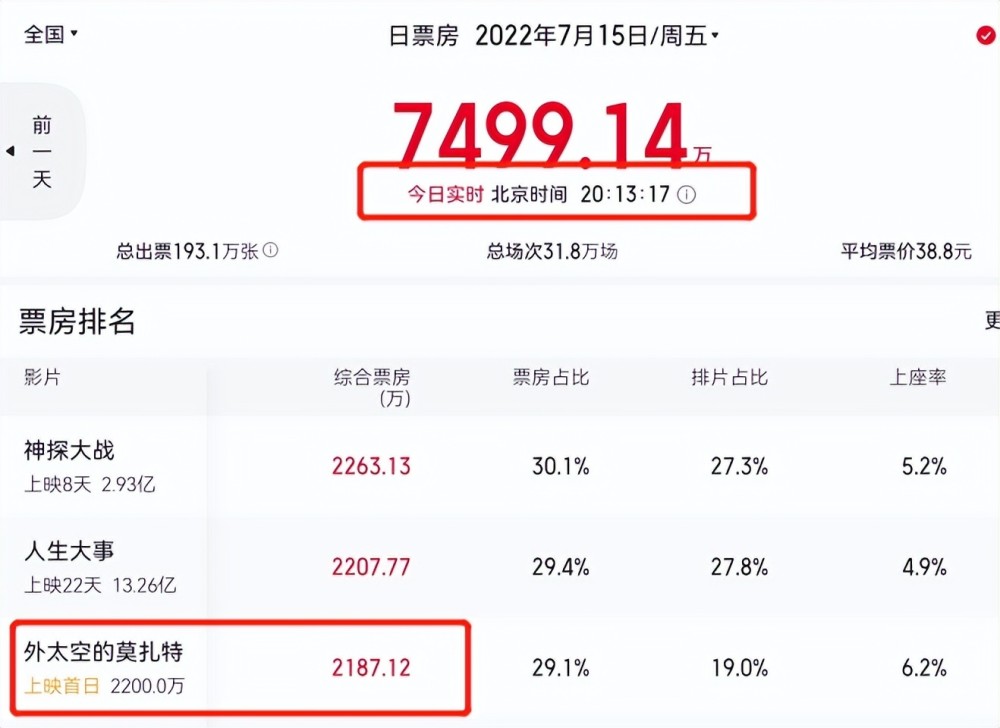 全国
日票房 2022年7月15日/周五
前一天
7499.14万
今日实时 北京时间 20:13:17
总出票193.1万张 总场次31.8万场 平均票价38.8元
票房排名 更
影片 综合票房(万) 票房占比 排片占比 上座率
神探大战 2263.13 30.1% 27.3% 5.2%
上映8天 2.93亿
人生大事 2207.77 29.4% 27.8% 4.9%
上映22天 13.26亿
外太空的莫扎特 2187.12 29.1% 19.0% 6.2%
上映首日 2200.0万